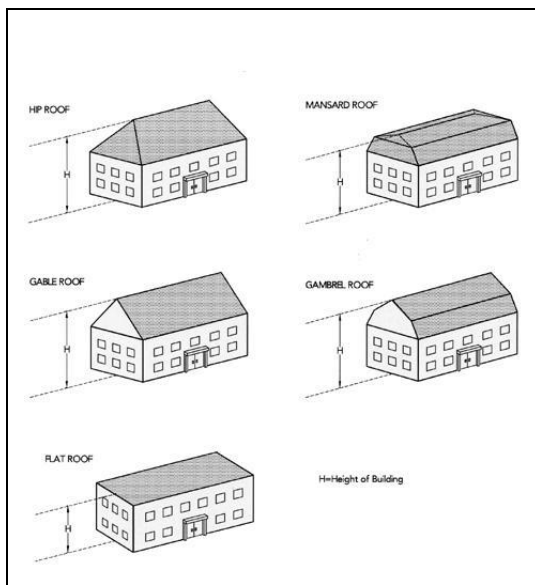 HIP ROOF
MANSARD ROOF
H
H
GABLE ROOF
GAMBREL ROOF
H
H
FLAT ROOF
H=Height of Building
H